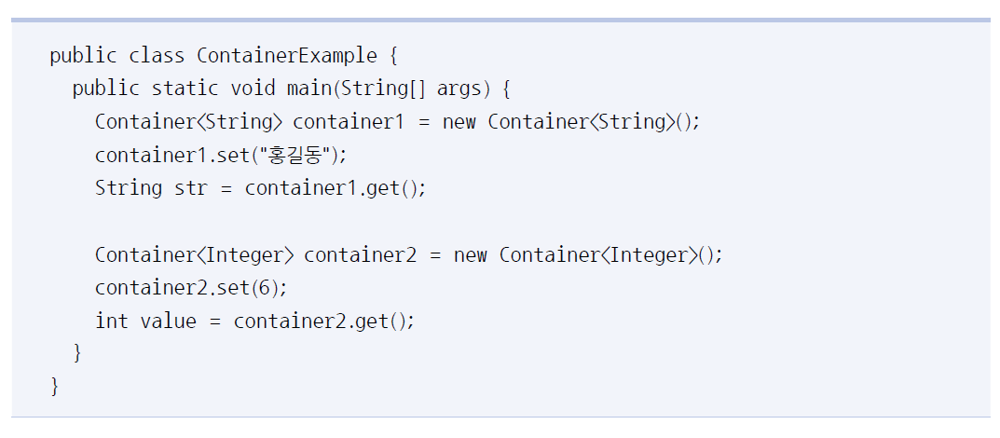 public class ContainerExample {
public static void main(String[] args) {
Container<String> container1 = new Container<String>();
container1.set("홍길동");
String str = container1.get();
Container<Integer> container2 = new Container<Integer>();
container2.set(6);
int value = container2.get();
}
}